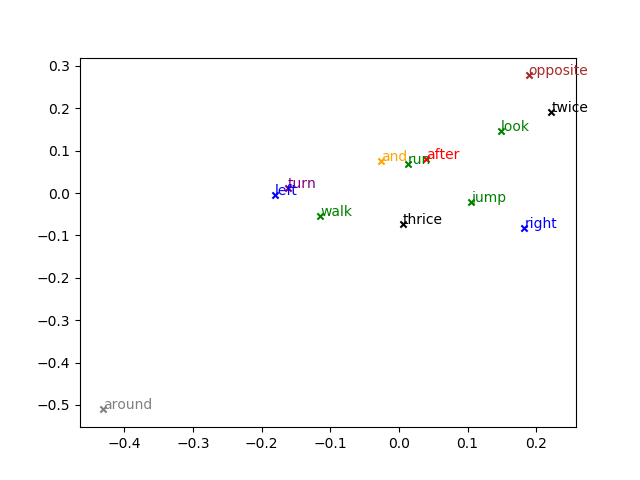 0.3
0.2
0.1
0.0
−0.1
−0.2
−0.3
−0.4
−0.5
opposite
twice
look
and
run
after
turn
left
walk
jump
thrice
right
around
−0.4 −0.3 −0.2 −0.1 0.0 0.1 0.2